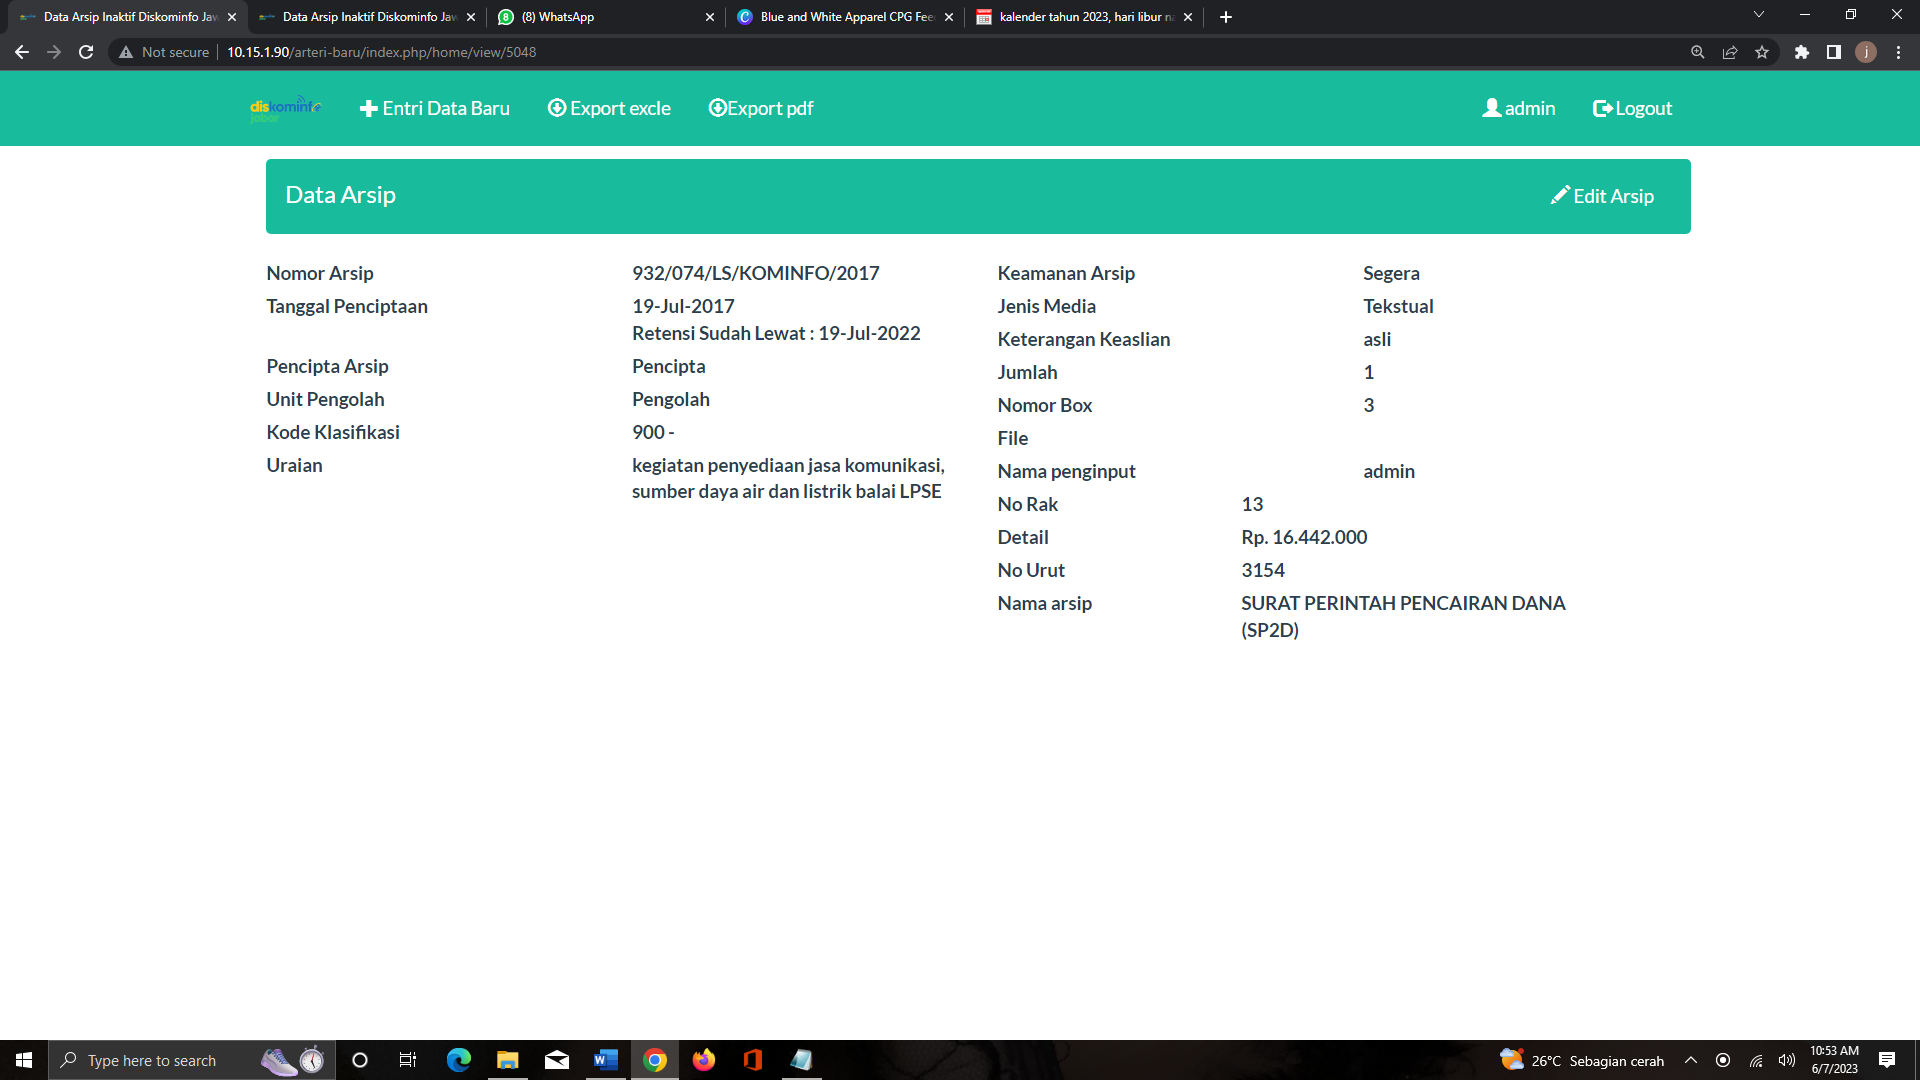 Data Arsip Inaktif Diskominfo Jaw
Data Arsip Inaktif Diskominfo Jaw
(8) WhatsApp
Blue and White Apparel CPG Fee
kalender tahun 2023, hari libur na
Not secure
10.15.1.90/arteri-baru/index.php/home/view/5048
j
diskominfo
jabar
Entri Data Baru
Export excle
Export pdf
admin
Logout
Data Arsip
Edit Arsip
Nomor Arsip
932/074/LS/KOMINFO/2017
Tanggal Penciptaan
19-Jul-2017
Retensi Sudah Lewat : 19-Jul-2022
Pencipta Arsip
Pencipta
Unit Pengolah
Pengolah
Kode Klasifikasi
900 -
Uraian
kegiatan penyediaan jasa komunikasi,
sumber daya air dan listrik balai LPSE
Keamanan Arsip
Segera
Jenis Media
Tekstual
Keterangan Keaslian
asli
Jumlah
1
Nomor Box
3
File
Nama penginput
admin
No Rak
13
Detail
Rp. 16.442.000
No Urut
3154
Nama arsip
SURAT PERINTAH PENCAIRAN DANA
(SP2D)
Type here to search
26°C Sebagian cerah
10:53 AM
6/7/2023